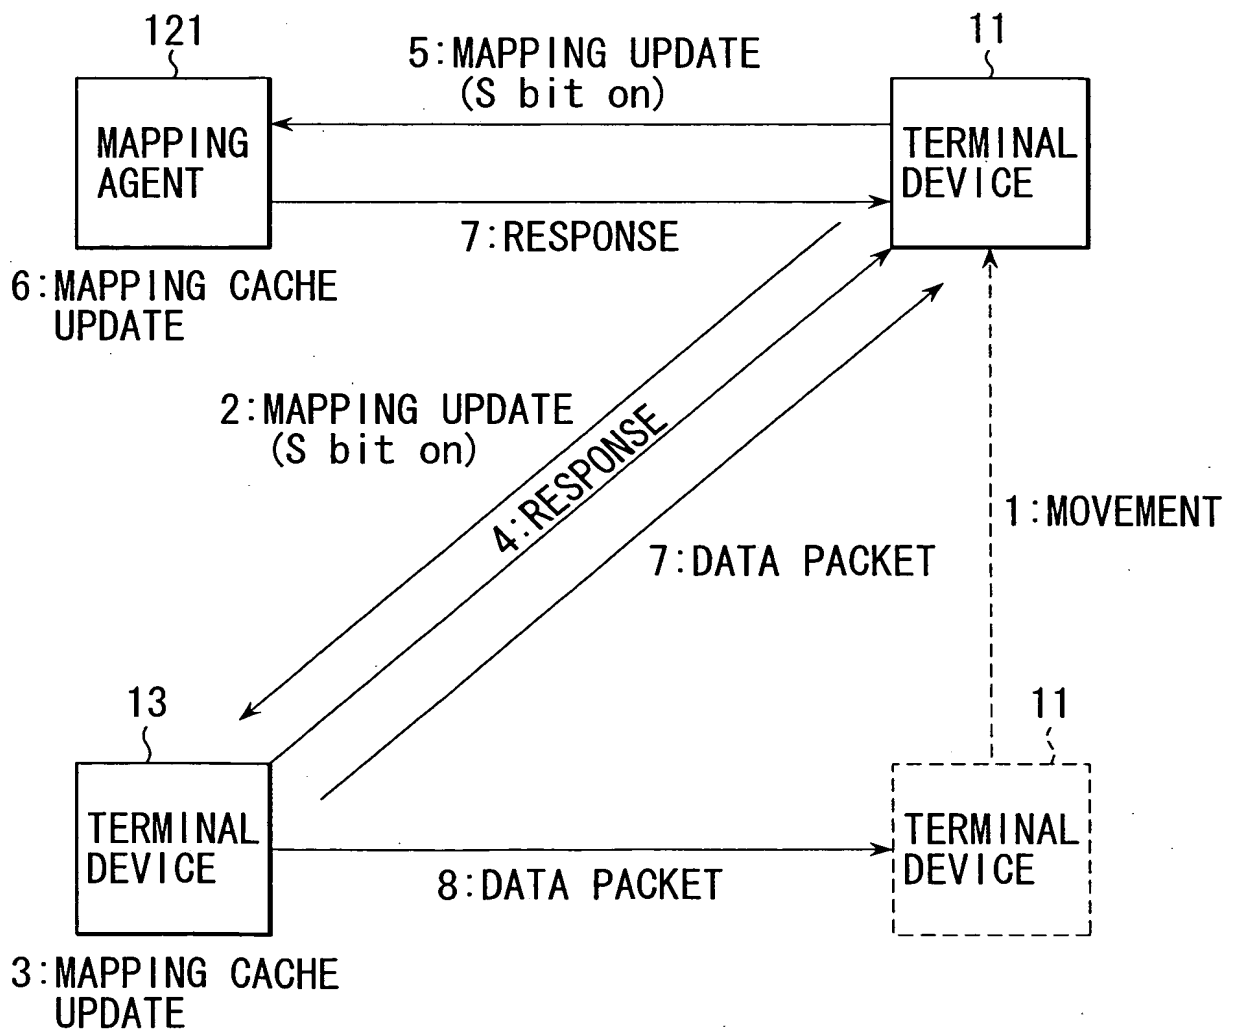 121
11
5:MAPPING UPDATE
(S bit on)
MAPPING
AGENT
TERMINAL
DEVICE
7:RESPONSE
6:MAPPING CACHE
UPDATE
2:MAPPING UPDATE
(S bit on)
4:RESPONSE
1:MOVEMENT
7:DATA PACKET
13
11
TERMINAL
DEVICE
TERMINAL
DEVICE
8:DATA PACKET
3:MAPPING CACHE
UPDATE